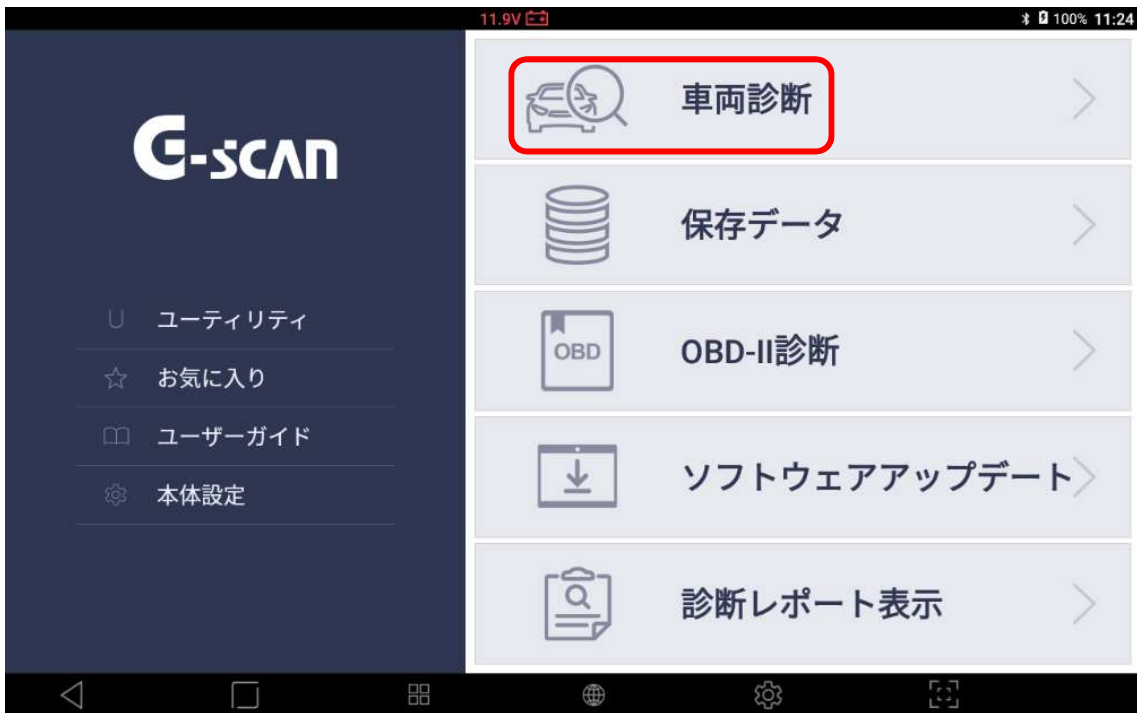 11.9V
100% 11:24
G-scan
ユーティリティ
お気に入り
ユーザーガイド
本体設定
車両診断
保存データ
OBD
OBD-II診断
ソフトウェアアップデート
診断レポート表示